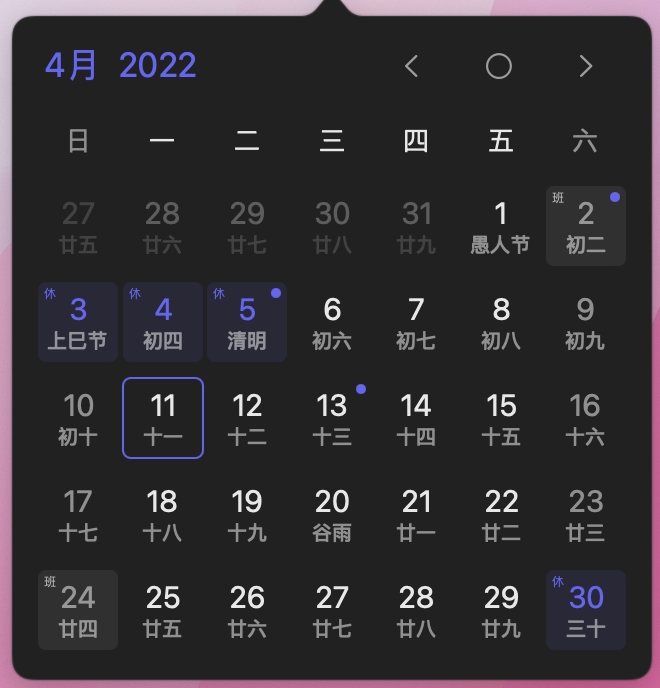 4月 2022
日 一 二 三 四 五 六
27 28 29 30 31 1 班 2
廿五 廿六 廿七 廿八 廿九 愚人节 初二
休 3 休 4 休 5 6 7 8 9
上巳节 初四 清明 初六 初七 初八 初九
10 11 12 13 14 15 16
初十 十一 十二 十三 十四 十五 十六
17 18 19 20 21 22 23
十七 十八 十九 谷雨 廿一 廿二 廿三
班 24 25 26 27 28 29 休 30
廿四 廿五 廿六 廿七 廿八 廿九 三十